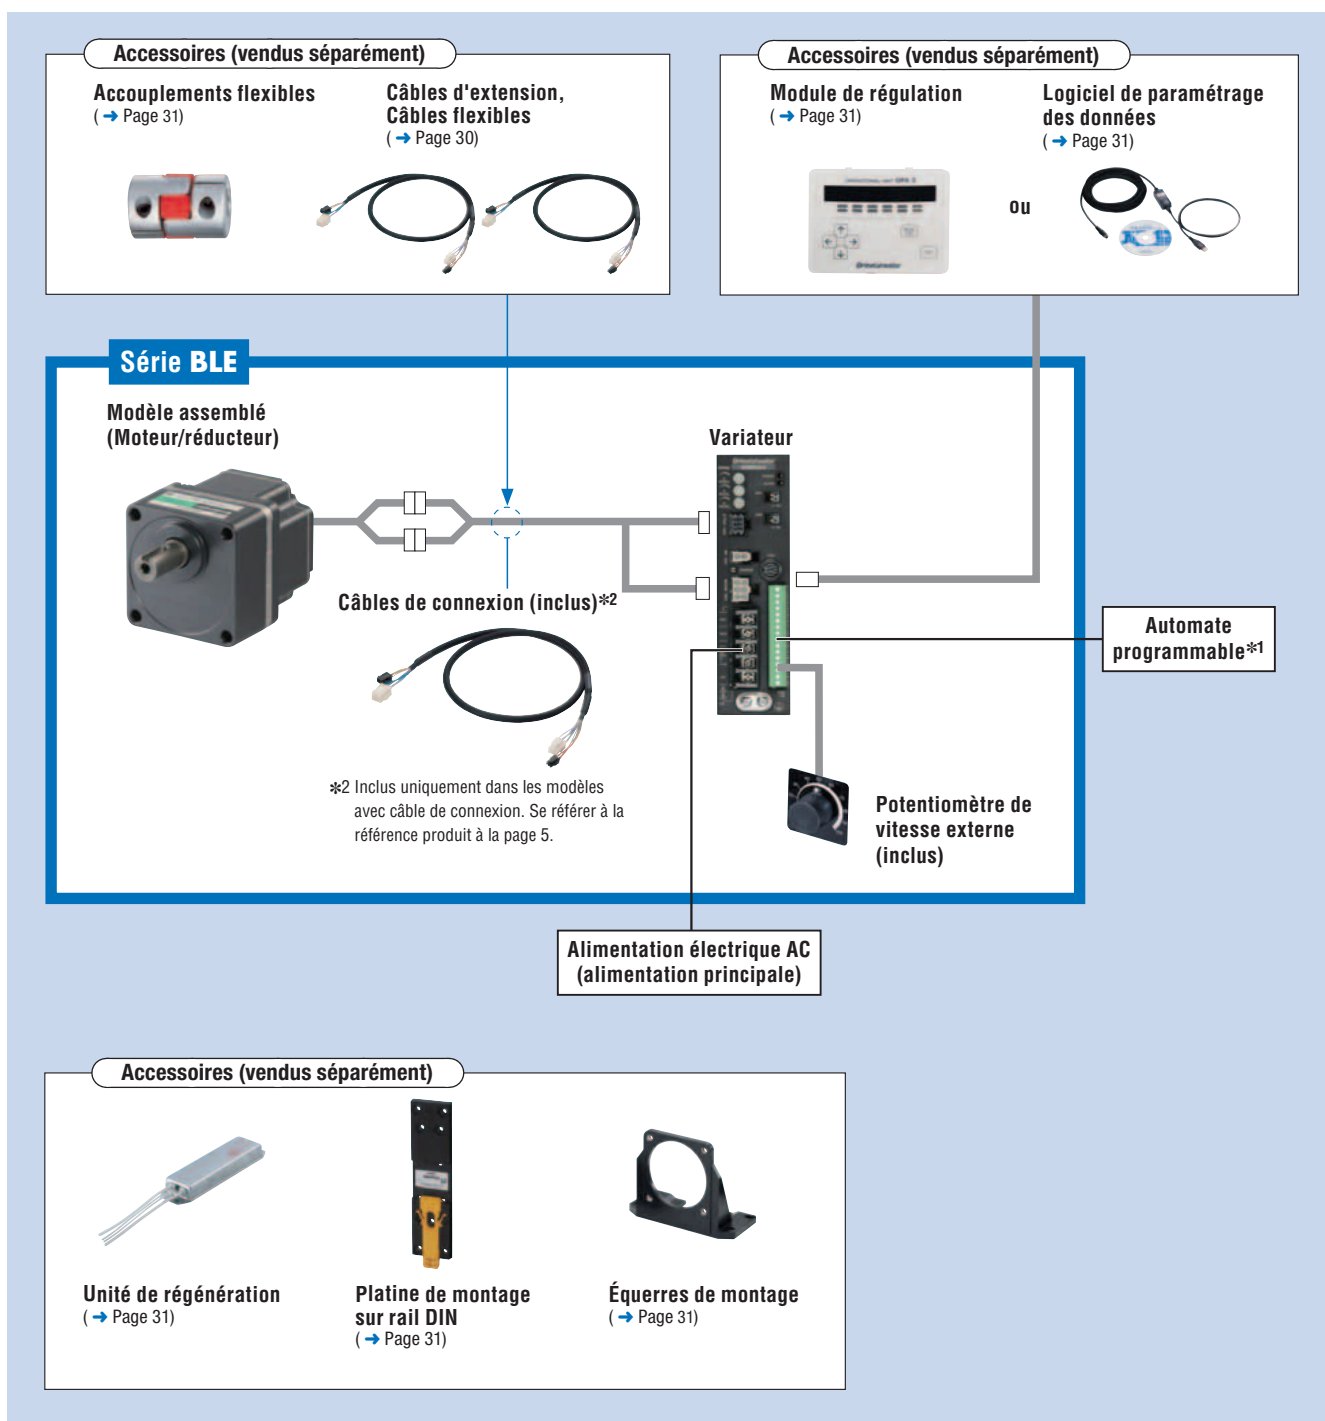 Accessoires (vendus séparément)
Accouplements flexibles
( ➜ Page 31)
Câbles d'extension,
Câbles flexibles
( ➜ Page 30)
Accessoires (vendus séparément)
Module de régulation
( ➜ Page 31)
ou
Logiciel de paramétrage
des données
( ➜ Page 31)
Série BLE
Modèle assemblé
(Moteur/réducteur)
Variateur
Câbles de connexion (inclus)✻2
✻2 Inclus uniquement dans les modèles
avec câble de connexion. Se référer à la
référence produit à la page 5.
Automate
programmable✻1
Potentiomètre de
vitesse externe
(inclus)
Alimentation électrique AC
(alimentation principale)
Accessoires (vendus séparément)
Unité de régénération
( ➜ Page 31)
Platine de montage
sur rail DIN
( ➜ Page 31)
Équerres de montage
( ➜ Page 31)